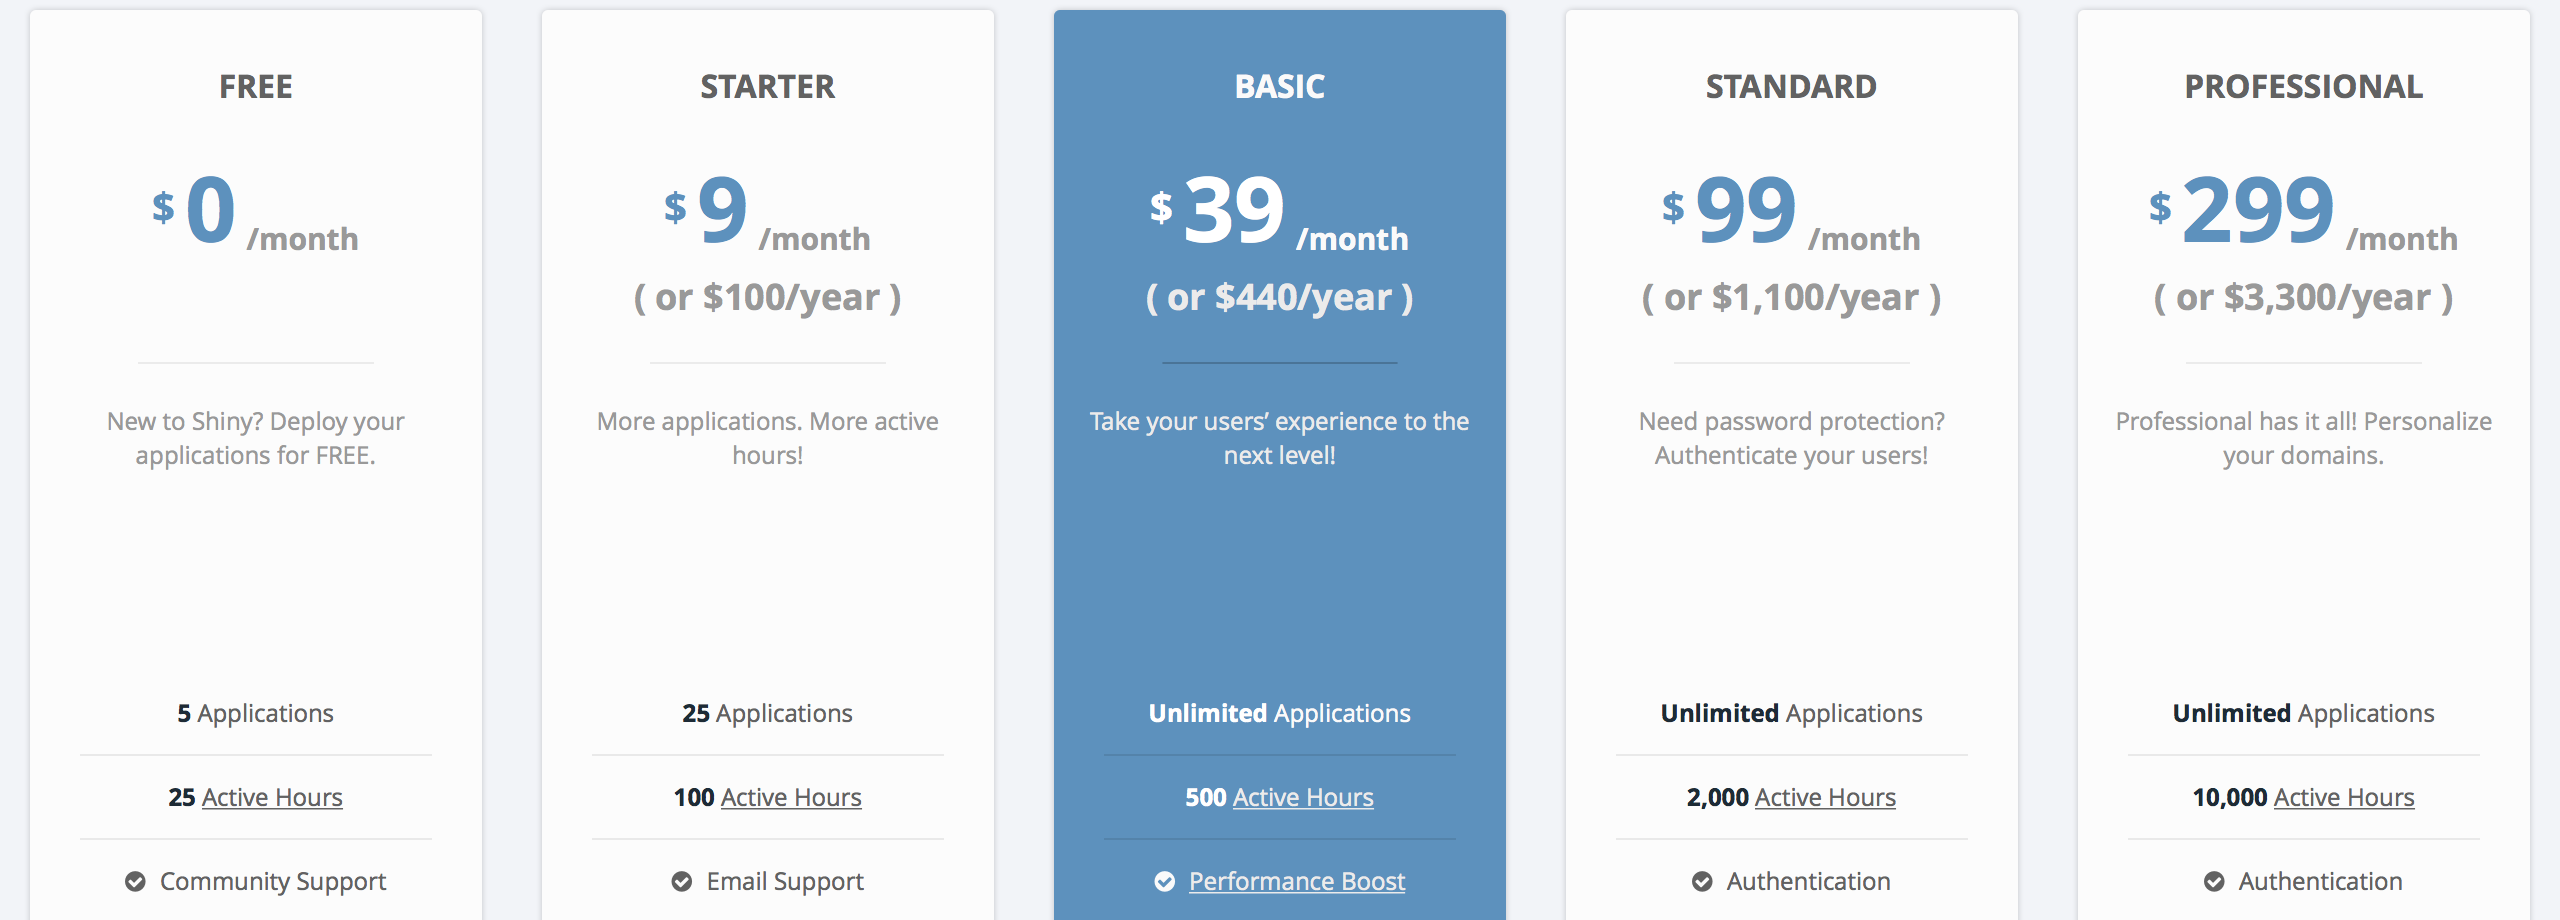 FREE
$ 0 /month
New to Shiny? Deploy your
applications for FREE.
5 Applications
25 Active Hours
Community Support
STARTER
$ 9 /month
( or $100/year )
More applications. More active
hours!
25 Applications
100 Active Hours
Email Support
BASIC
$ 39 /month
( or $440/year )
Take your users’ experience to the
next level!
Unlimited Applications
500 Active Hours
Performance Boost
STANDARD
$ 99 /month
( or $1,100/year )
Need password protection?
Authenticate your users!
Unlimited Applications
2,000 Active Hours
Authentication
PROFESSIONAL
$ 299 /month
( or $3,300/year )
Professional has it all! Personalize
your domains.
Unlimited Applications
10,000 Active Hours
Authentication